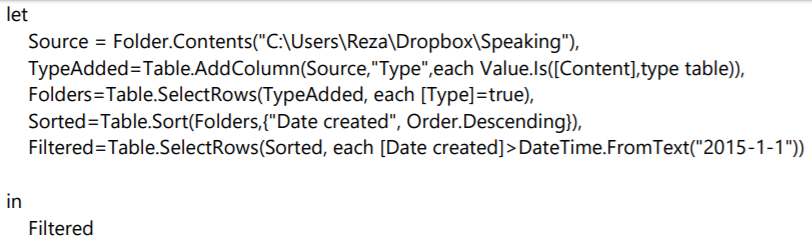 let
Source = Folder.Contents("C:\Users\Reza\Dropbox\Speaking"),
TypeAdded=Table.AddColumn(Source,"Type",each Value.Is([Content],type table)),
Folders=Table.SelectRows(TypeAdded, each [Type]=true),
Sorted=Table.Sort(Folders,{"Date created", Order.Descending}),
Filtered=Table.SelectRows(Sorted, each [Date created]>DateTime.FromText("2015-1-1"))
in
Filtered